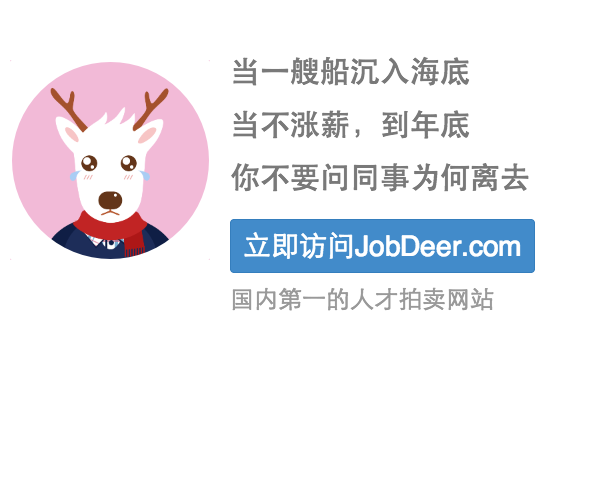 当一艘船沉入海底
当不涨薪，到年底
你不要问同事为何离去
立即访问JobDeer.com
国内第一的人才拍卖网站
D